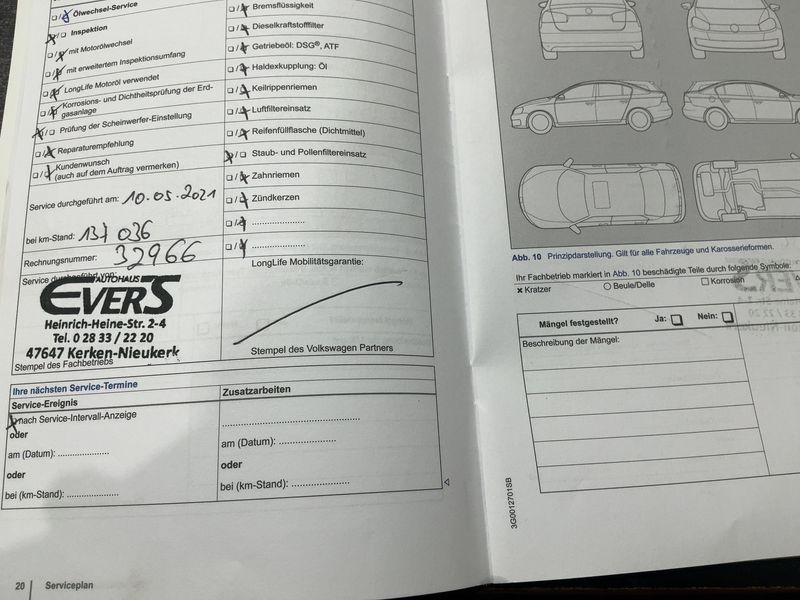 Ölwechsel-Service
Inspektion
mit Motorölwechsel
mit erweitertem Inspektionsumfang
LongLife Motoröl verwendet
Korrosions- und Dichtheitsprüfung der Erd-
gasanlage
Prüfung der Scheinwerfer-Einstellung
Reparaturempfehlung
Kundenwunsch
(auch auf dem Auftrag vermerken)
Service durchgeführt am: 10.05.2021
bei km-Stand: 137 036
Rechnungsnummer: 32966
Service durchgeführt von:
AUTOHAUS
EVERS
Heinrich-Heine-Str. 2-4
Tel. 0 28 33 / 22 20
47647 Kerken-Nieukerk
Stempel des Fachbetriebs
Bremsflüssigkeit
Dieselkraftstofffilter
Getriebeöl: DSG®, ATF
Haldexkupplung: Öl
Keilrippenriemen
Luftfiltereinsatz
Reifenfüllflasche (Dichtmittel)
Staub- und Pollenfiltereinsatz
Zahnriemen
Zündkerzen
LongLife Mobilitätsgarantie:
Stempel des Volkswagen Partners
Ihre nächsten Service-Termine
Service-Ereignis
nach Service-Intervall-Anzeige
oder
am (Datum): .....................
oder
bei (km-Stand): .....................
Zusatzarbeiten
am (Datum): .....................
oder
bei (km-Stand): .....................
20 Serviceplan
Abb. 10 Prinzipdarstellung. Gilt für alle Fahrzeuge und Karosserieformen.
Ihr Fachbetrieb markiert in Abb. 10 beschädigte Teile durch folgende Symbole:
Kratzer
Beule/Delle
Korrosion
Mängel festgestellt? Ja: Nein:
Beschreibung der Mängel:
3G0012701SB